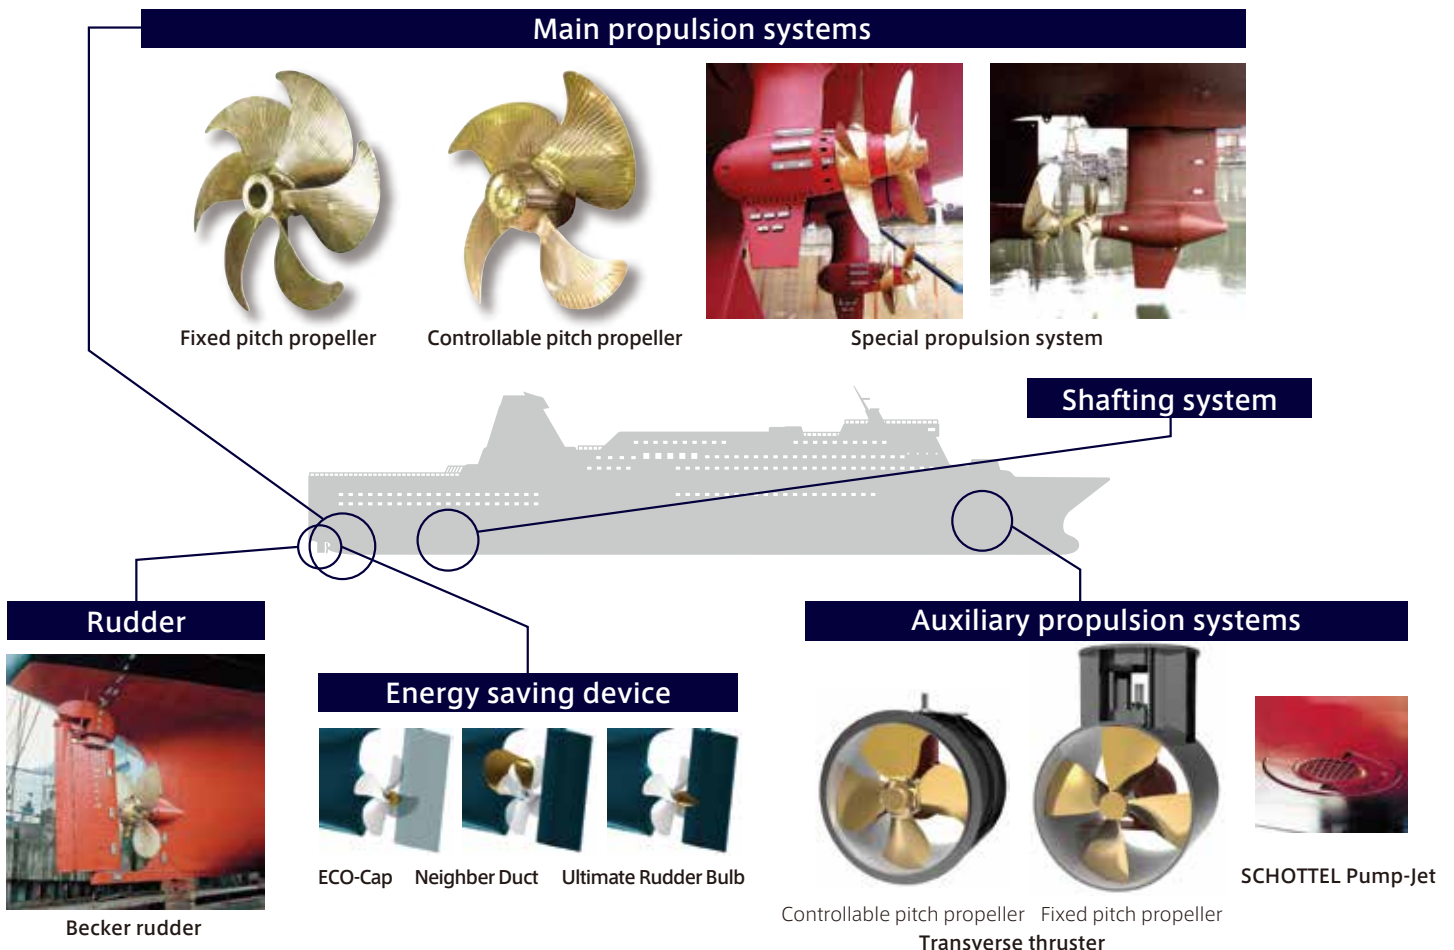 Main propulsion systems
Fixed pitch propeller
Controllable pitch propeller
Special propulsion system
Shafting system
Rudder
Becker rudder
Energy saving device
ECO-Cap
Neighber Duct
Ultimate Rudder Bulb
Auxiliary propulsion systems
Controllable pitch propeller
Fixed pitch propeller
Transverse thruster
SCHOTTEL Pump-Jet